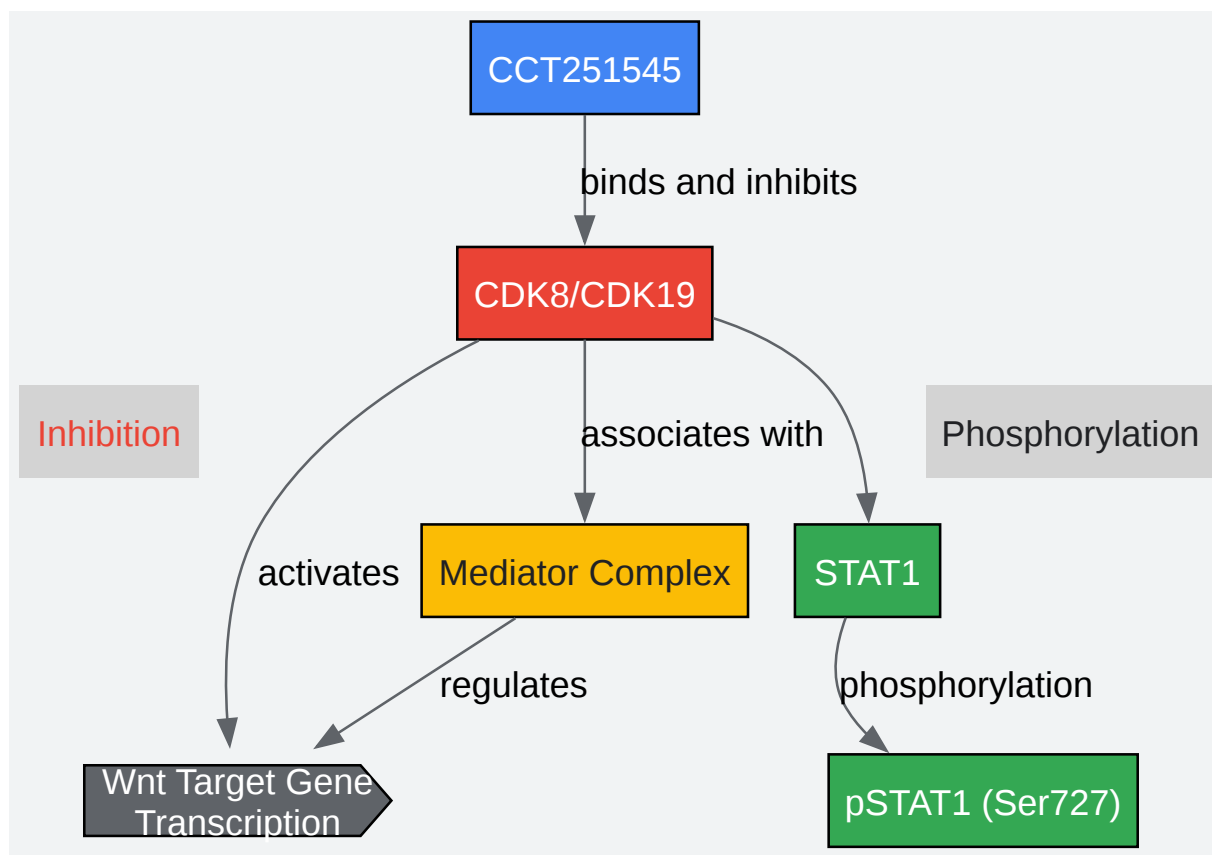 CCT251545
binds and inhibits
CDK8/CDK19
Inhibition
associates with
Phosphorylation
activates
Mediator Complex
STAT1
regulates
phosphorylation
Wnt Target Gene
Transcription
pSTAT1 (Ser727)